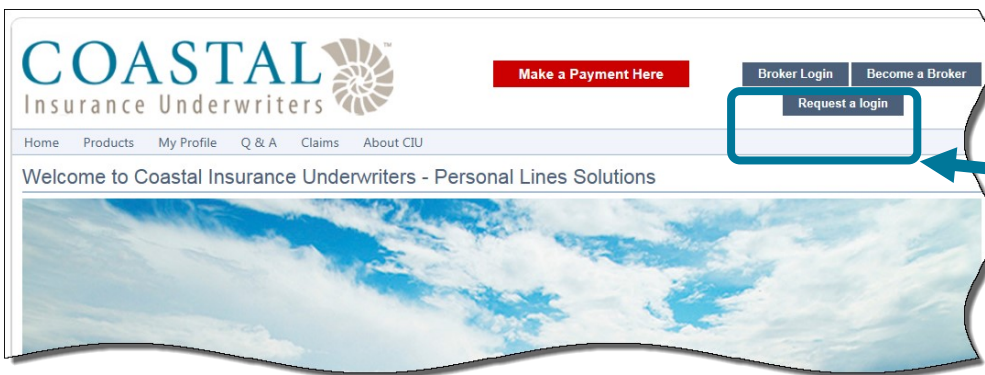 COASTAL™
Insurance Underwriters
Make a Payment Here
Broker Login
Become a Broker
Request a login
Home Products My Profile Q & A Claims About CIU
Welcome to Coastal Insurance Underwriters - Personal Lines Solutions